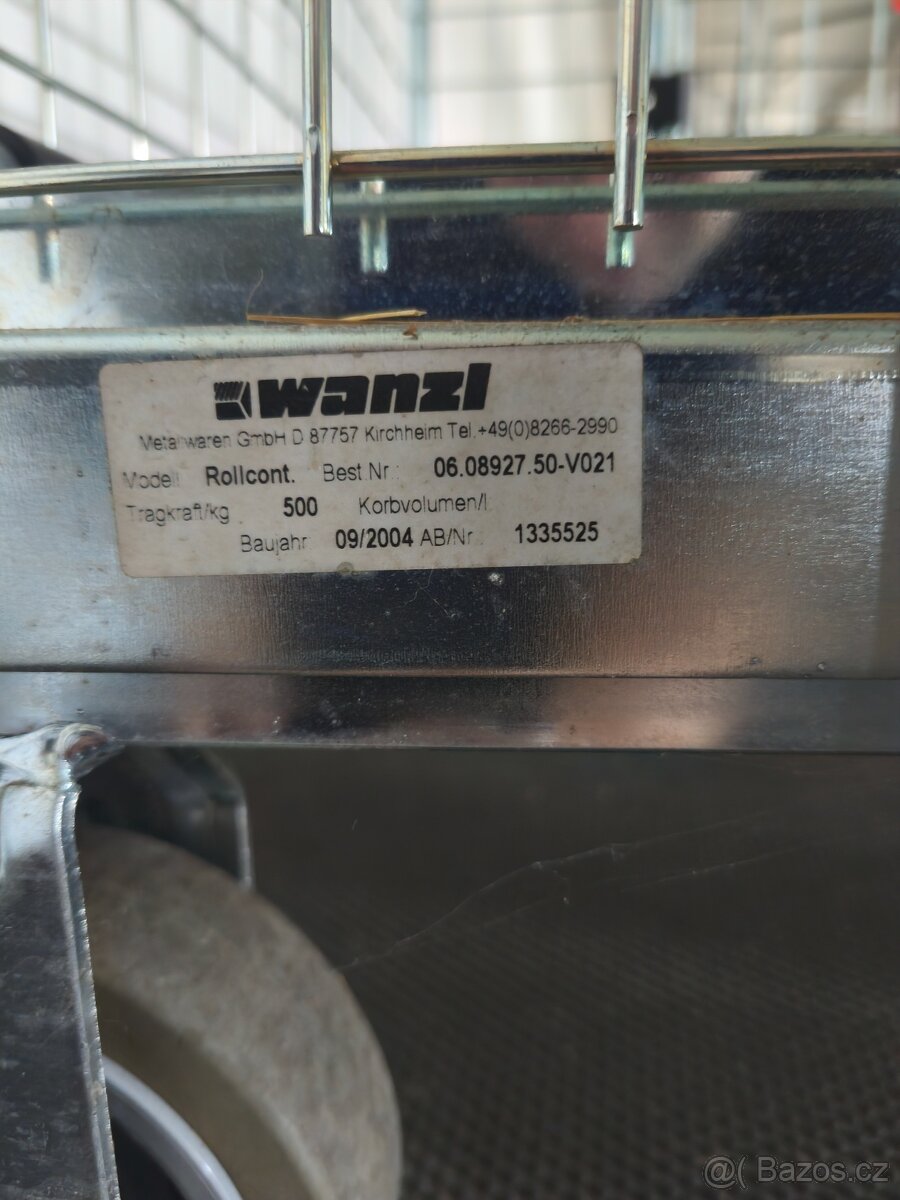 wanzl
Metallwaren GmbH D 87757 Kirchheim Tel.+49(0)8266-2990
Modell Rollcont. Best.Nr.: 06.08927.50-V021
Tragkraft/kg 500 Korbvolumen/l
Baujahr 09/2004 AB/Nr.: 1335525
@( Bazos.cz